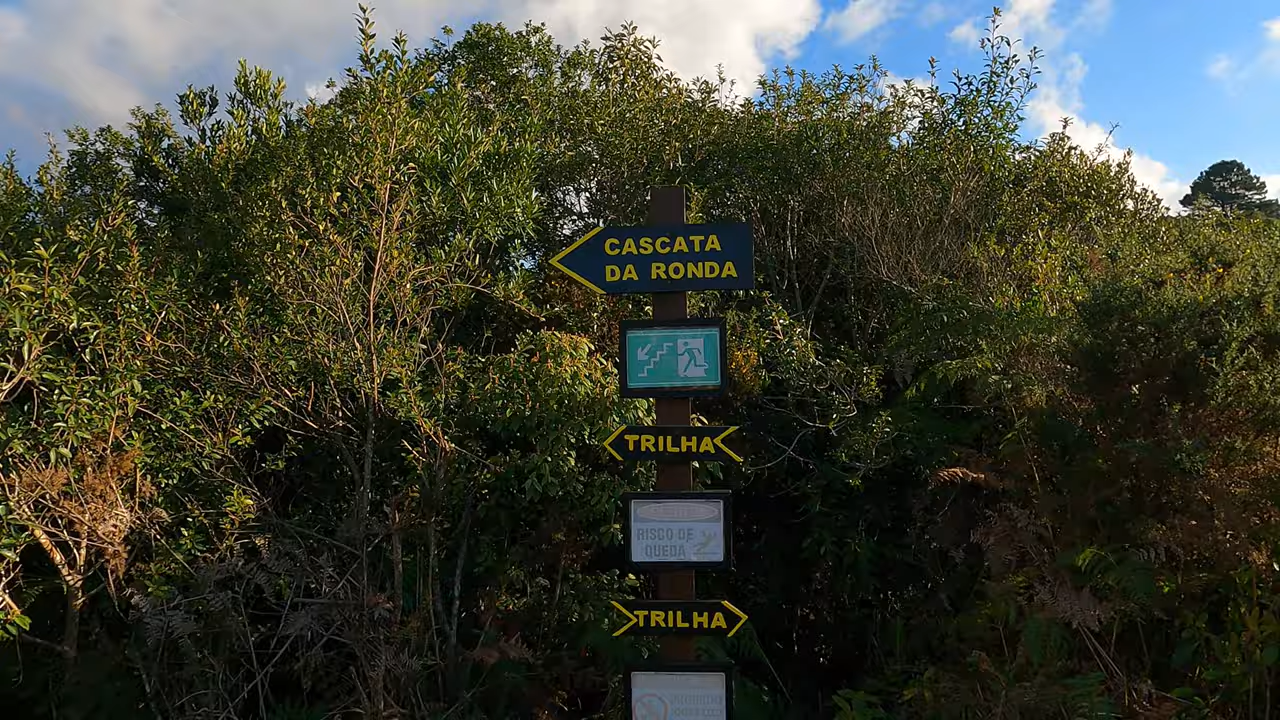 CASCATA
DA RONDA
TRILHA
RISCO DE
QUEDA
TRILHA